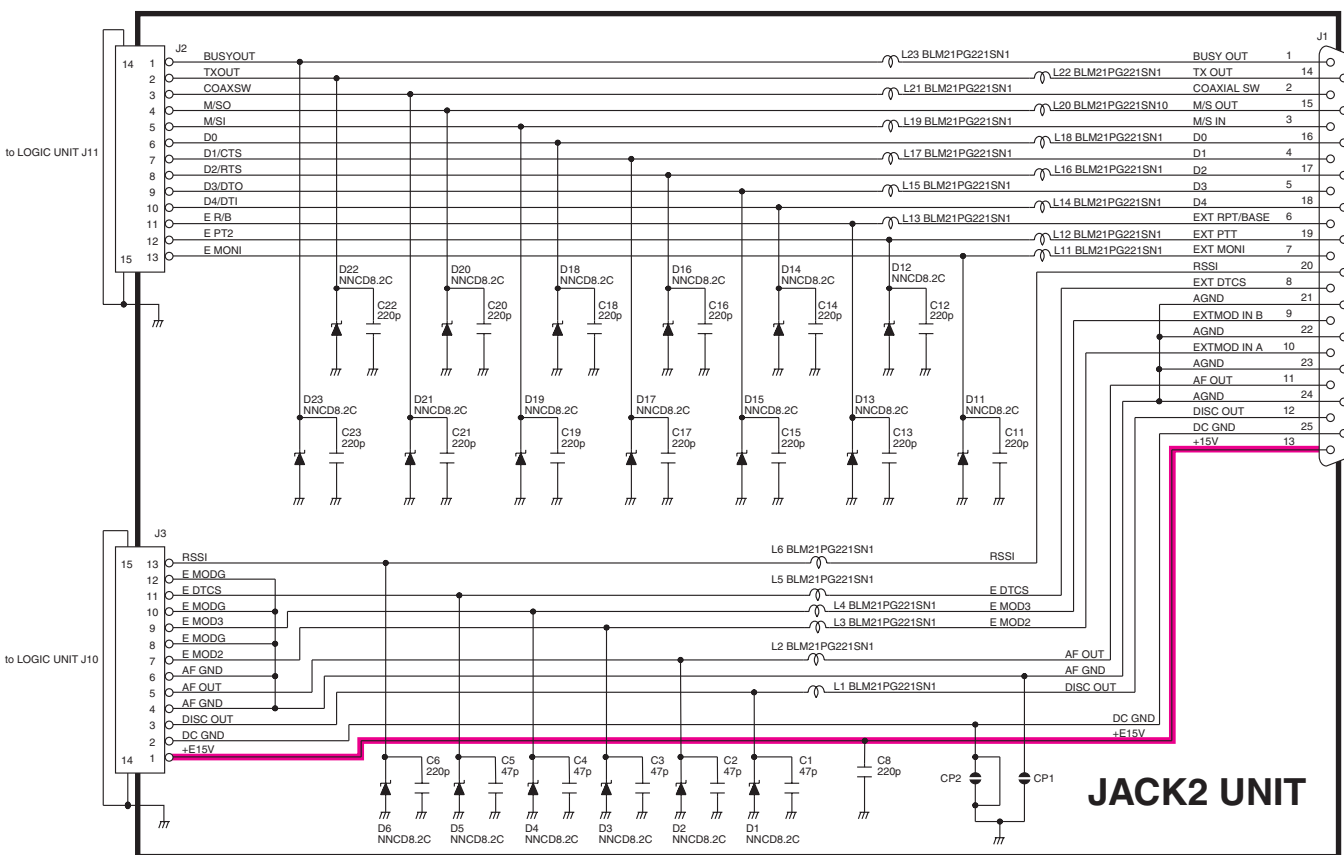 J2
J1
14 1 BUSYOUT L23 BLM21PG221SN1 BUSY OUT 1
2 TXOUT L22 BLM21PG221SN1 TX OUT 14
3 COAXSW L21 BLM21PG221SN1 COAXIAL SW 2
4 M/SO L20 BLM21PG221SN10 M/S OUT 15
5 M/SI L19 BLM21PG221SN1 M/S IN 3
6 D0 L18 BLM21PG221SN1 D0 16
to LOGIC UNIT J11
7 D1/CTS L17 BLM21PG221SN1 D1 4
8 D2/RTS L16 BLM21PG221SN1 D2 17
9 D3/DTO L15 BLM21PG221SN1 D3 5
10 D4/DTI L14 BLM21PG221SN1 D4 18
11 E R/B L13 BLM21PG221SN1 EXT RPT/BASE 6
12 E PT2 L12 BLM21PG221SN1 EXT PTT 19
15 13 E MONI L11 BLM21PG221SN1 EXT MONI 7
RSSI 20
EXT DTCS 8
AGND 21
EXTMOD IN B 9
AGND 22
EXTMOD IN A 10
AGND 23
AF OUT 11
AGND 24
DISC OUT 12
DC GND 25
+15V 13
D22 D20 D18 D16 D14 D12
NNCD8.2C NNCD8.2C NNCD8.2C NNCD8.2C NNCD8.2C NNCD8.2C
C22 C20 C18 C16 C14 C12
220p 220p 220p 220p 220p 220p
D23 D21 D19 D17 D15 D13 D11
NNCD8.2C NNCD8.2C NNCD8.2C NNCD8.2C NNCD8.2C NNCD8.2C NNCD8.2C
C23 C21 C19 C17 C15 C13 C11
220p 220p 220p 220p 220p 220p 220p
J3
15 13 RSSI L6 BLM21PG221SN1 RSSI
12 E MODG
11 E DTCS L5 BLM21PG221SN1 E DTCS
10 E MODG L4 BLM21PG221SN1 E MOD3
9 E MOD3 L3 BLM21PG221SN1 E MOD2
8 E MODG
to LOGIC UNIT J10
7 E MOD2 L2 BLM21PG221SN1 AF OUT
6 AF GND AF GND
5 AF OUT L1 BLM21PG221SN1 DISC OUT
4 AF GND
3 DISC OUT DC GND
2 DC GND +E15V
14 1 +E15V
C6 C5 C4 C3 C2 C1 C8
220p 47p 47p 47p 47p 47p 220p
CP2 CP1
D6 D5 D4 D3 D2 D1
NNCD8.2C NNCD8.2C NNCD8.2C NNCD8.2C NNCD8.2C NNCD8.2C
JACK2 UNIT